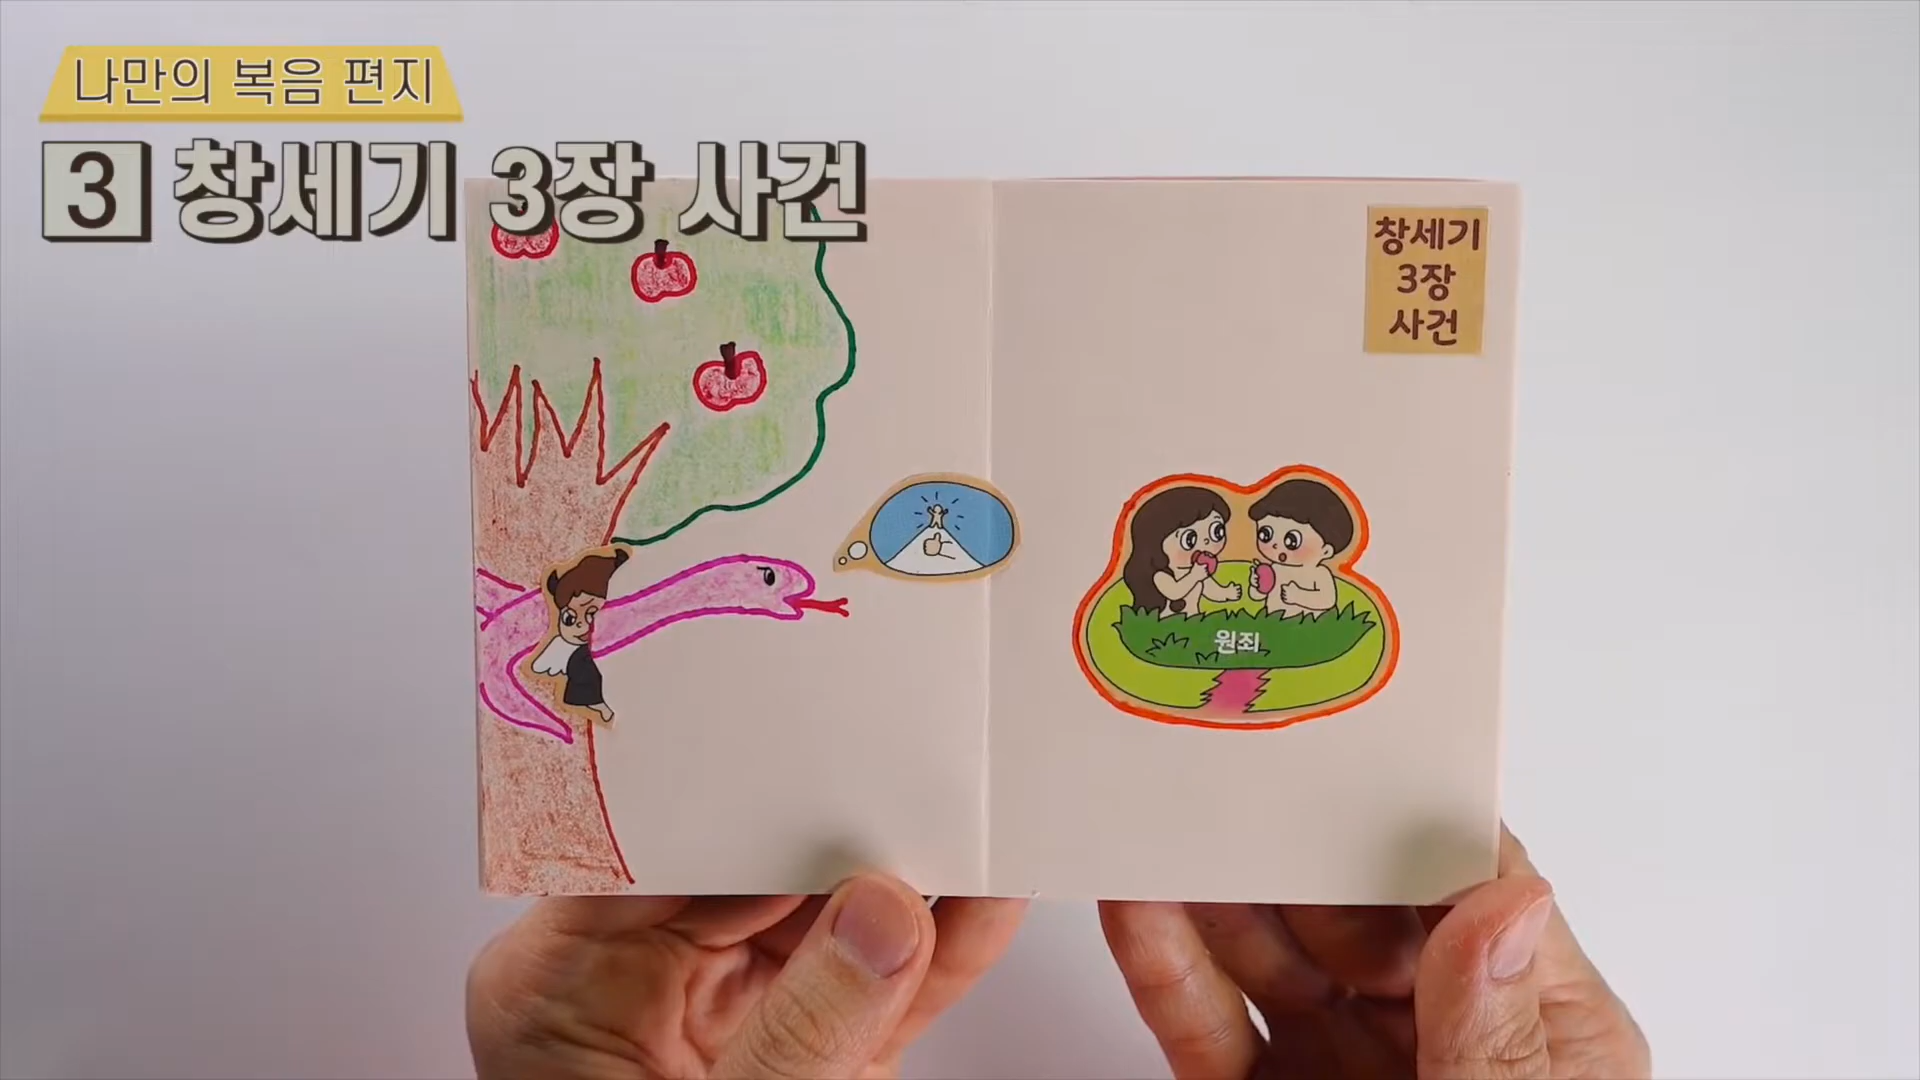 나만의 복음 편지
3 창세기 3장 사건
창세기
3장
사건
원죄